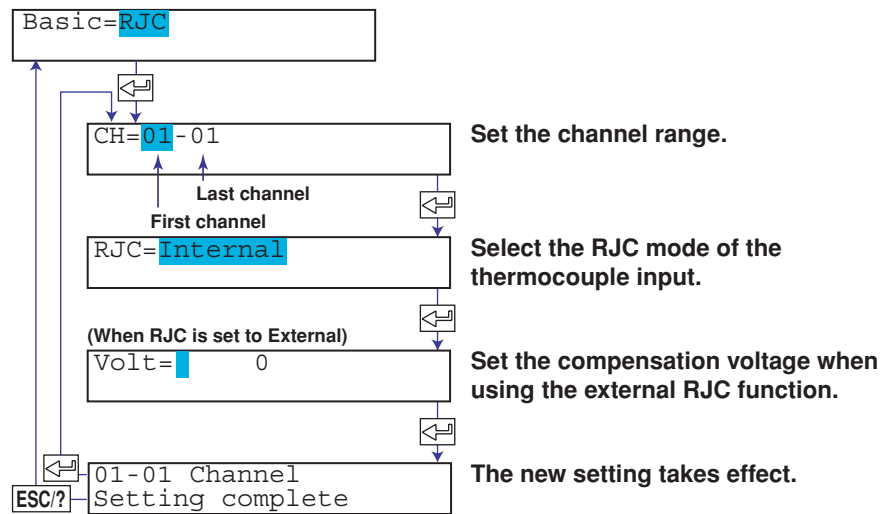 Basic=RJC
CH=01-01
Set the channel range.
Last channel
First channel
RJC=Internal
Select the RJC mode of the
thermocouple input.
(When RJC is set to External)
Volt= 0
Set the compensation voltage when
using the external RJC function.
01-01 Channel
The new setting takes effect.
ESC/?
Setting complete